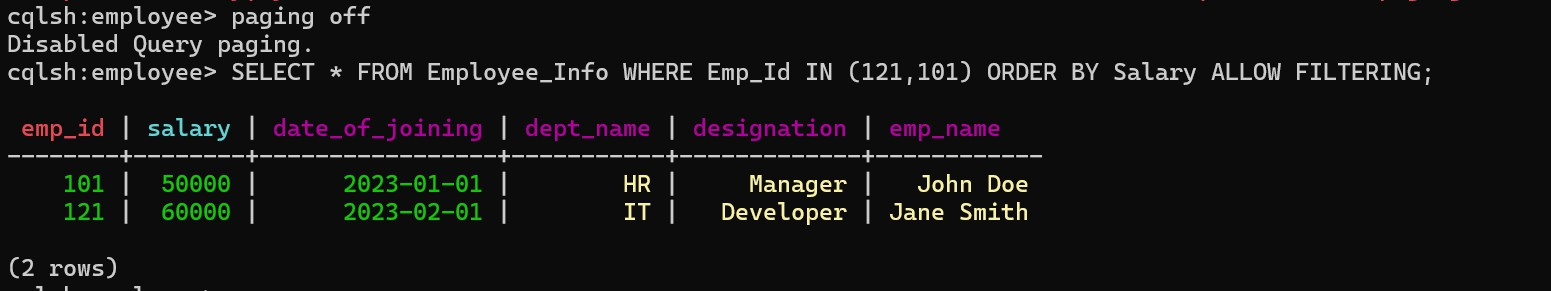 cqlsh:employee> paging off
Disabled Query paging.
cqlsh:employee> SELECT * FROM Employee_Info WHERE Emp_Id IN (121,101) ORDER BY Salary ALLOW FILTERING;
emp_id | salary | date_of_joining | dept_name | designation | emp_name
--------+--------+-----------------+-----------+-------------+------------
101 | 50000 | 2023-01-01 | HR | Manager | John Doe
121 | 60000 | 2023-02-01 | IT | Developer | Jane Smith
(2 rows)